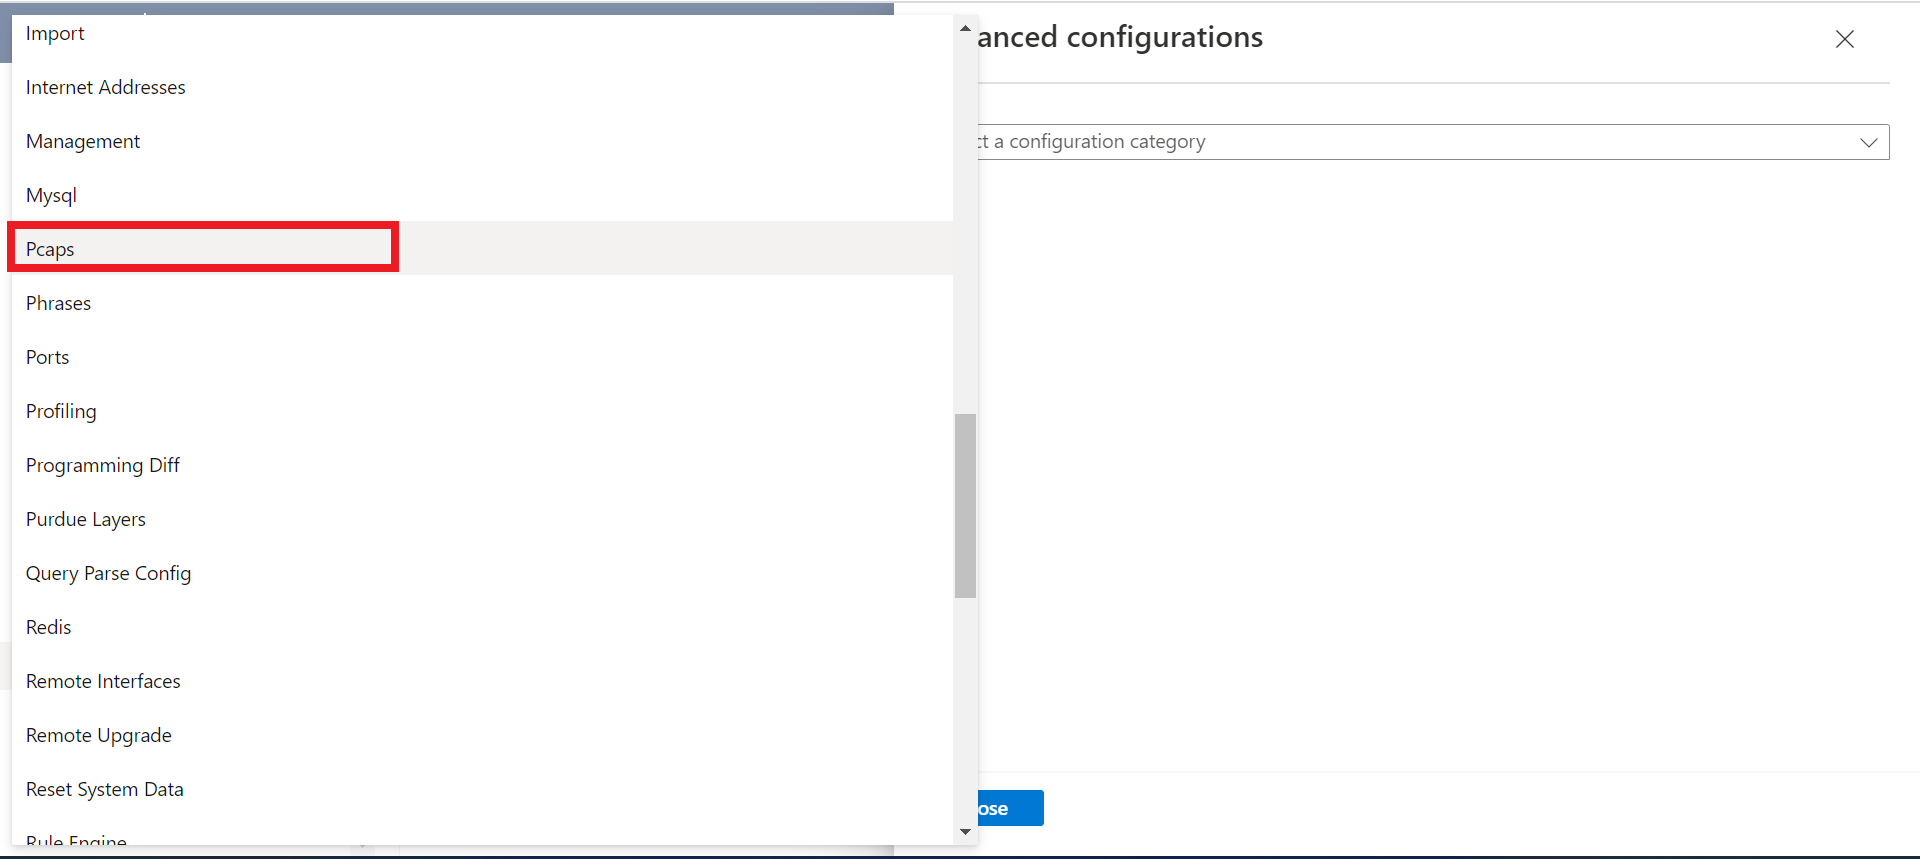 Import
Internet Addresses
Management
Mysql
Pcaps
Phrases
Ports
Profiling
Programming Diff
Purdue Layers
Query Parse Config
Redis
Remote Interfaces
Remote Upgrade
Reset System Data
Rule Engine
anced configurations
ct a configuration category
ose